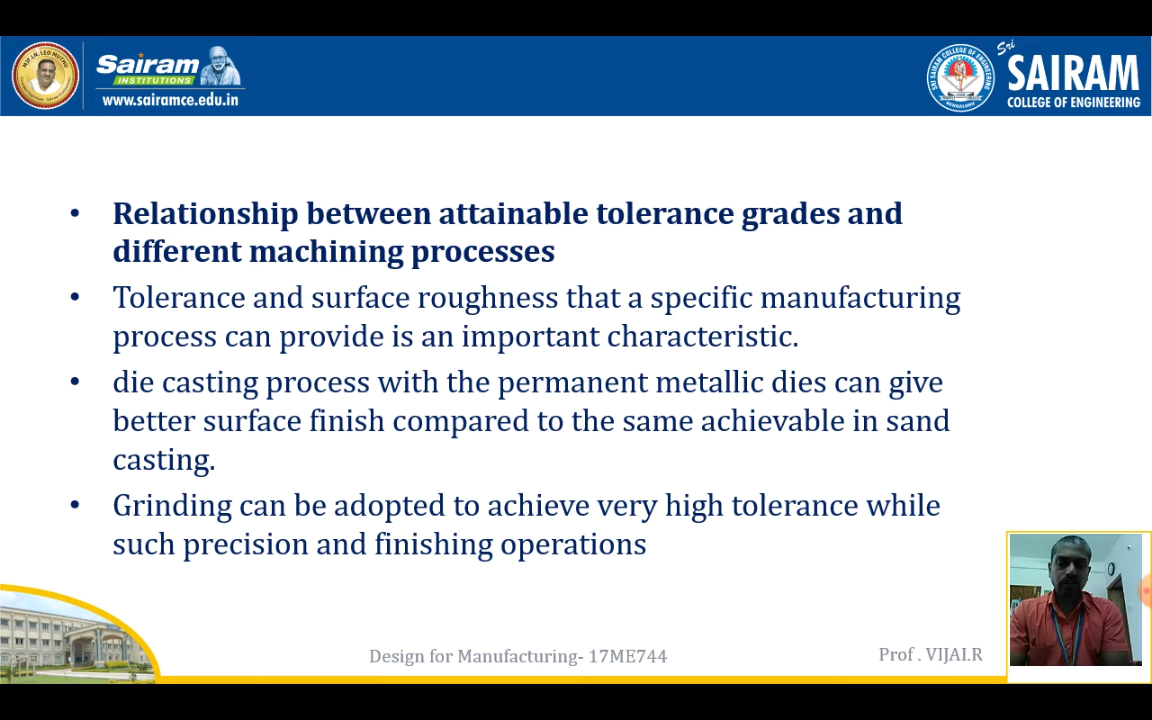 Sairam
INSTITUTIONS
www.sairamce.edu.in
Sri
SAIRAM
COLLEGE OF ENGINEERING
• Relationship between attainable tolerance grades and
different machining processes
• Tolerance and surface roughness that a specific manufacturing
process can provide is an important characteristic.
• die casting process with the permanent metallic dies can give
better surface finish compared to the same achievable in sand
casting.
• Grinding can be adopted to achieve very high tolerance while
such precision and finishing operations
Design for Manufacturing- 17ME744
Prof . VIJAI.R